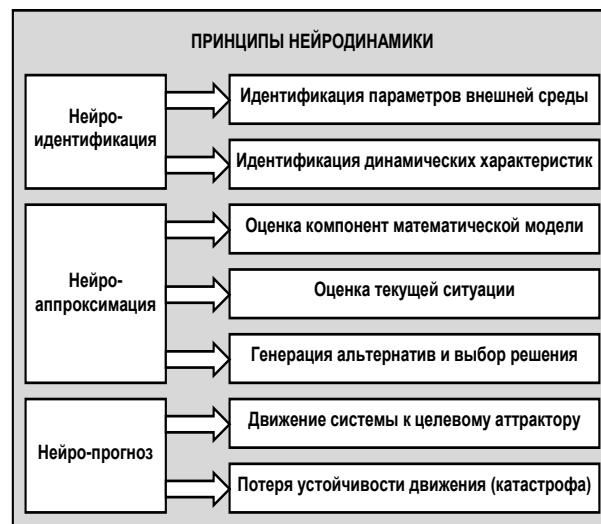 ПРИНЦИПЫ НЕЙРОДИНАМИКИ
Нейро-
идентификация
Идентификация параметров внешней среды
Идентификация динамических характеристик
Нейро-
аппроксимация
Оценка компонент математической модели
Оценка текущей ситуации
Генерация альтернатив и выбор решения
Нейро-прогноз
Движение системы к целевому аттрактору
Потеря устойчивости движения (катастрофа)